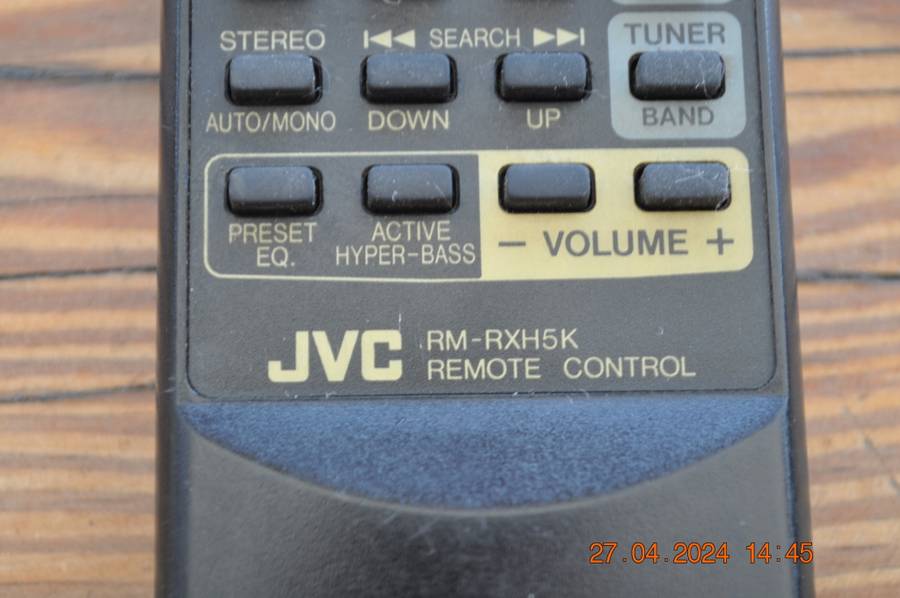 STEREO
SEARCH
TUNER
AUTO/MONO
DOWN
UP
BAND
PRESET
EQ.
ACTIVE
HYPER-BASS
− VOLUME +
JVC
RM-RXH5K
REMOTE CONTROL
27.04.2024 14:45